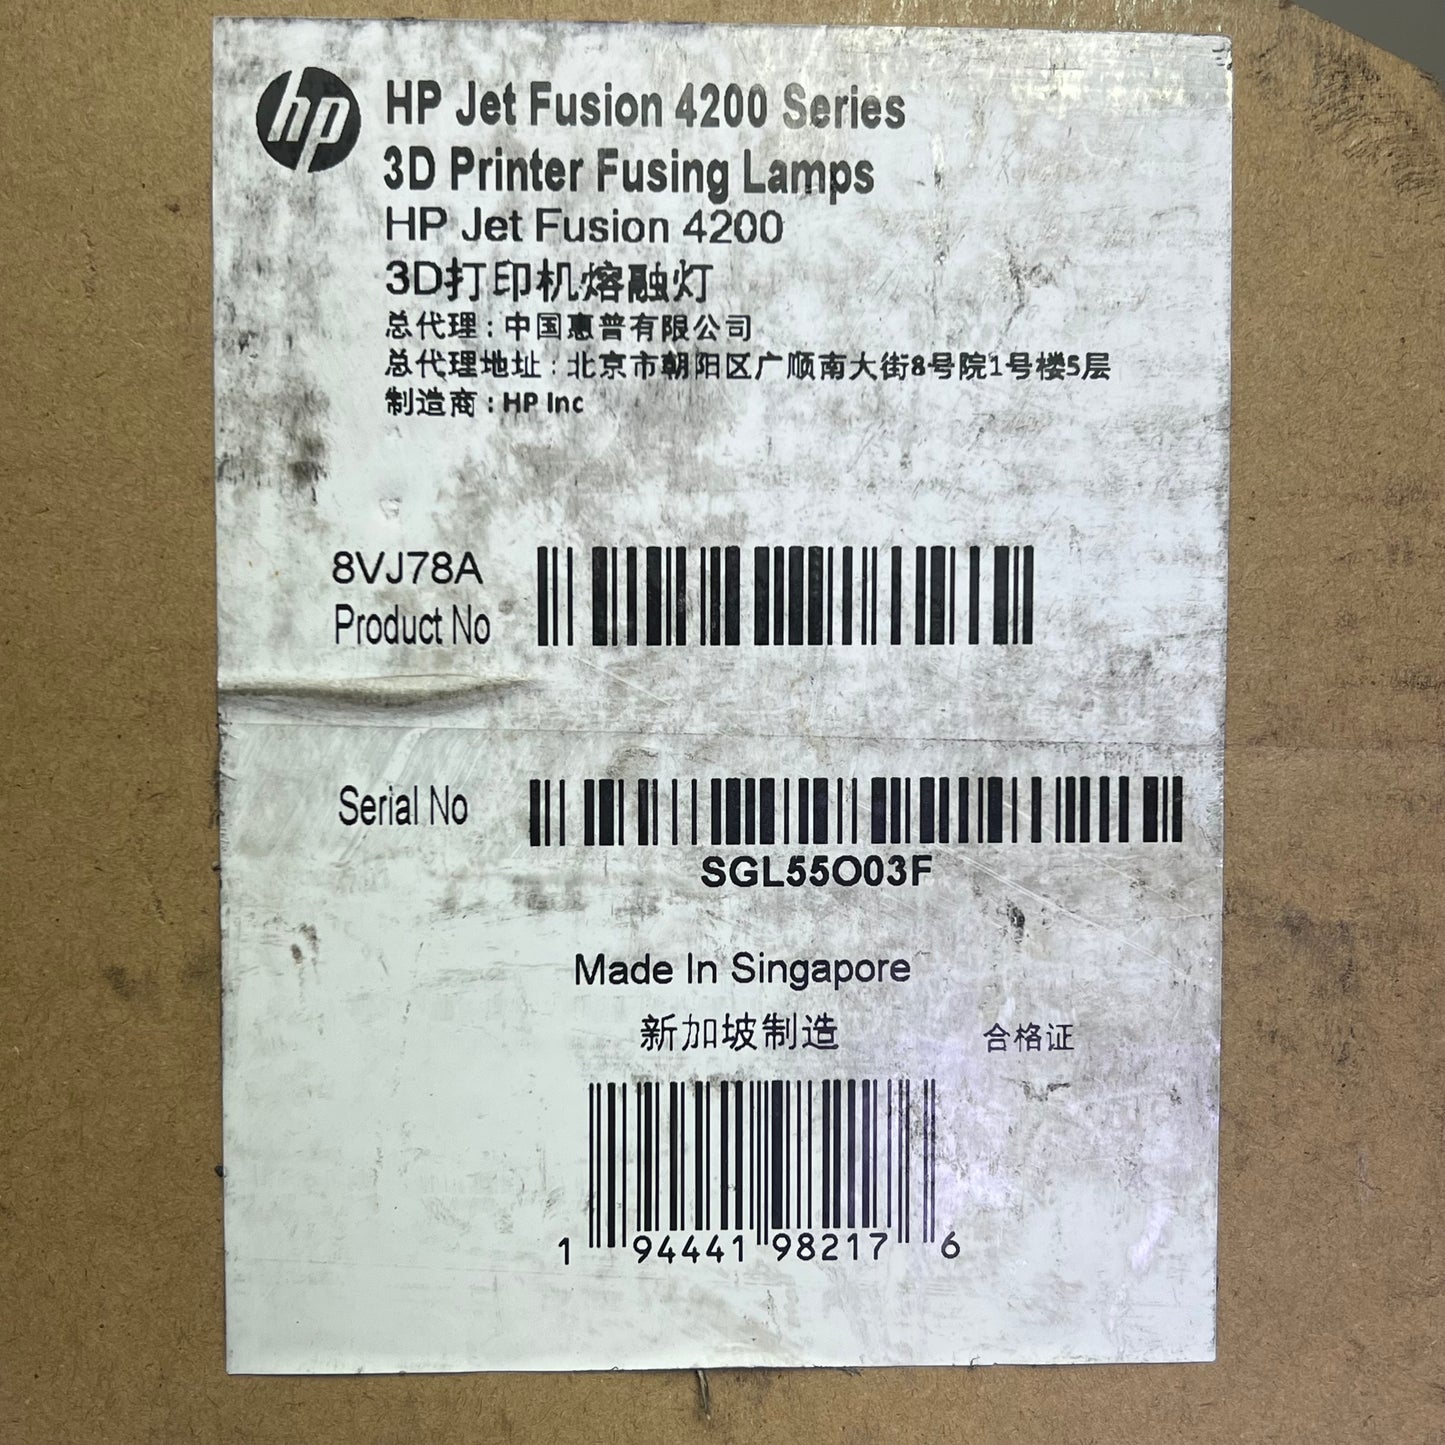 hp
HP Jet Fusion 4200 Series
3D Printer Fusing Lamps
HP Jet Fusion 4200
3D打印机熔融灯
总代理：中国惠普有限公司
总代理地址：北京市朝阳区广顺南大街8号院1号楼5层
制造商：HP Inc
8VJ78A
Product No
Serial No
SGL55O03F
Made In Singapore
新加坡制造
合格证
1 94441 98217 6